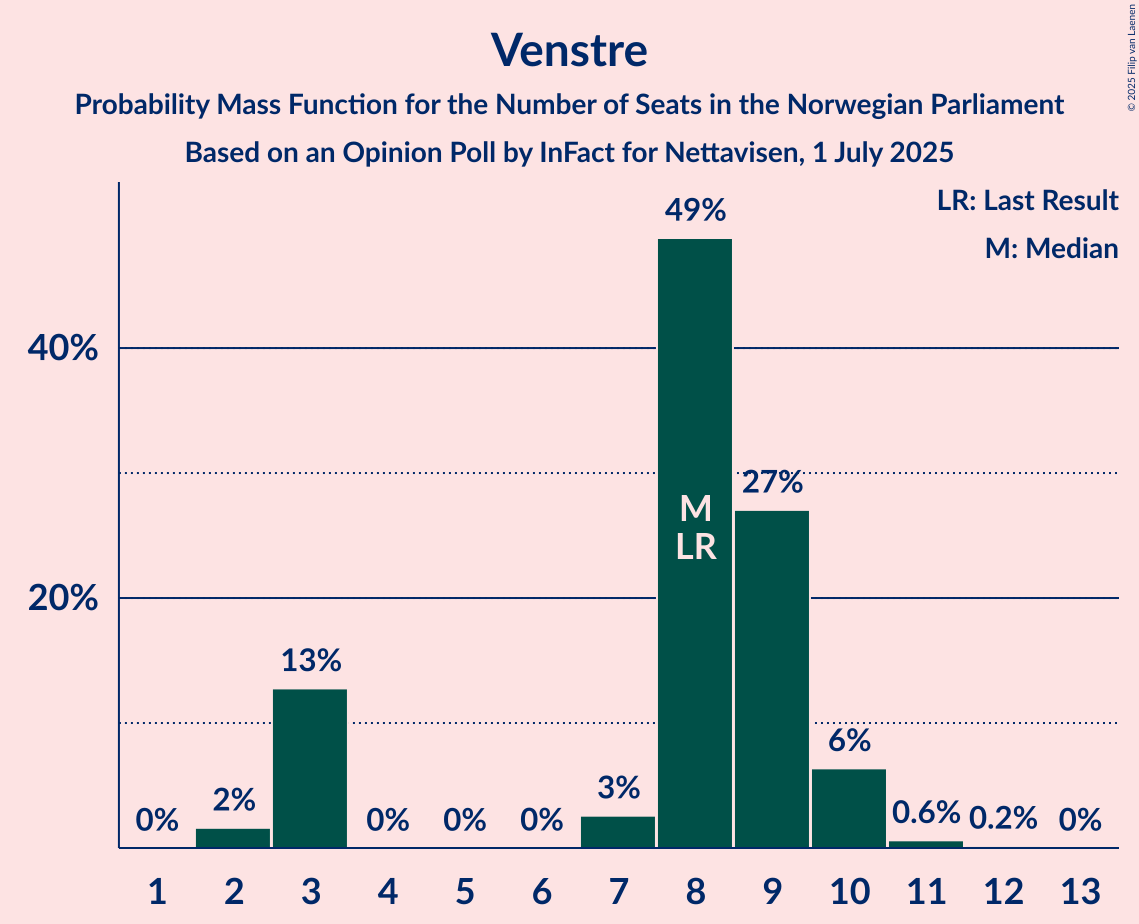 Venstre
Probability Mass Function for the Number of Seats in the Norwegian Parliament
Based on an Opinion Poll by InFact for Nettavisen, 1 July 2025
© 2025 Filip van Laenen
LR: Last Result
M: Median
40%
20%
0%
2%
13%
0%
0%
0%
3%
49%
27%
6%
0.6%
0.2%
0%
M
LR
1 2 3 4 5 6 7 8 9 10 11 12 13